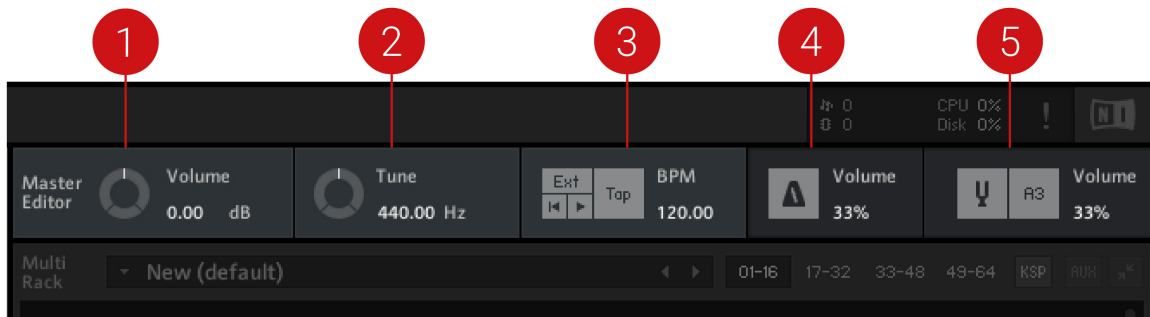 1 2 3 4 5
0 CPU 0%
0 Disk 0% ! NI
Master Editor Volume 0.00 dB Tune 440.00 Hz Ext Tap BPM 120.00 Volume 33% A3 Volume 33%
Multi Rack New (default) 01-16 17-32 33-48 49-64 KSP AUX